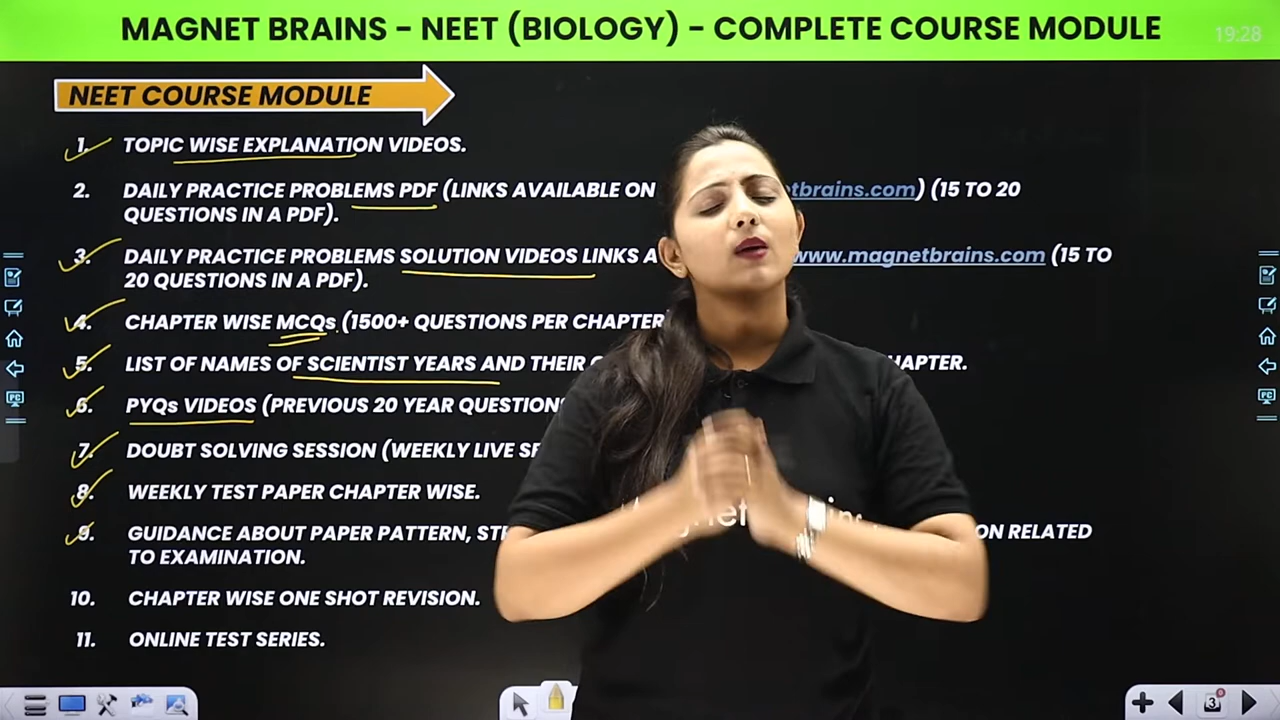 MAGNET BRAINS - NEET (BIOLOGY) - COMPLETE COURSE MODULE
19:28
NEET COURSE MODULE
1. TOPIC WISE EXPLANATION VIDEOS.
2. DAILY PRACTICE PROBLEMS PDF (LINKS AVAILABLE ON tbrains.com) (15 TO 20
QUESTIONS IN A PDF).
3. DAILY PRACTICE PROBLEMS SOLUTION VIDEOS LINKS A www.magnetbrains.com (15 TO
20 QUESTIONS IN A PDF).
4. CHAPTER WISE MCQs (1500+ QUESTIONS PER CHAPTER
5. LIST OF NAMES OF SCIENTIST YEARS AND THEIR HAPTER.
6. PYQs VIDEOS (PREVIOUS 20 YEAR QUESTION
7. DOUBT SOLVING SESSION (WEEKLY LIVE
8. WEEKLY TEST PAPER CHAPTER WISE.
9. GUIDANCE ABOUT PAPER PATTERN, ON RELATED
TO EXAMINATION.
10. CHAPTER WISE ONE SHOT REVISION.
11. ONLINE TEST SERIES.
PC
PC
3